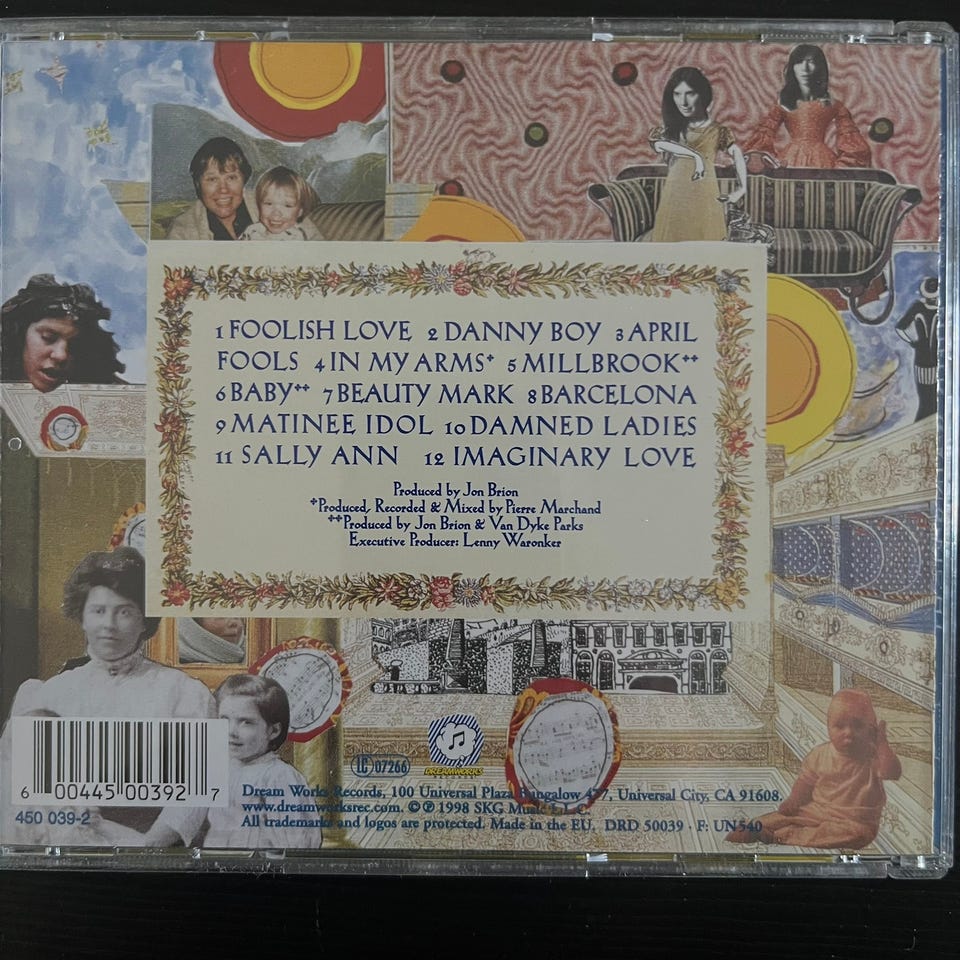 1 FOOLISH LOVE 2 DANNY BOY 3 APRIL
FOOLS 4 IN MY ARMS+ 5 MILLBROOK++
6 BABY++ 7 BEAUTY MARK 8 BARCELONA
9 MATINEE IDOL 10 DAMNED LADIES
11 SALLY ANN 12 IMAGINARY LOVE
Produced by Jon Brion
+Produced, Recorded & Mixed by Pierre Marchand
++Produced by Jon Brion & Van Dyke Parks
Executive Producer: Lenny Waronker
6 00445 00392 7
450 039-2
LC 07266
DREAMWORKS
RECORDS
Dream Works Records, 100 Universal Plaza Bungalow 477, Universal City, CA 91608.
www.dreamworksrec.com. © ℗ 1998 SKG Music L.L.C.
All trademarks and logos are protected. Made in the EU. DRD 50039 · F: UN540